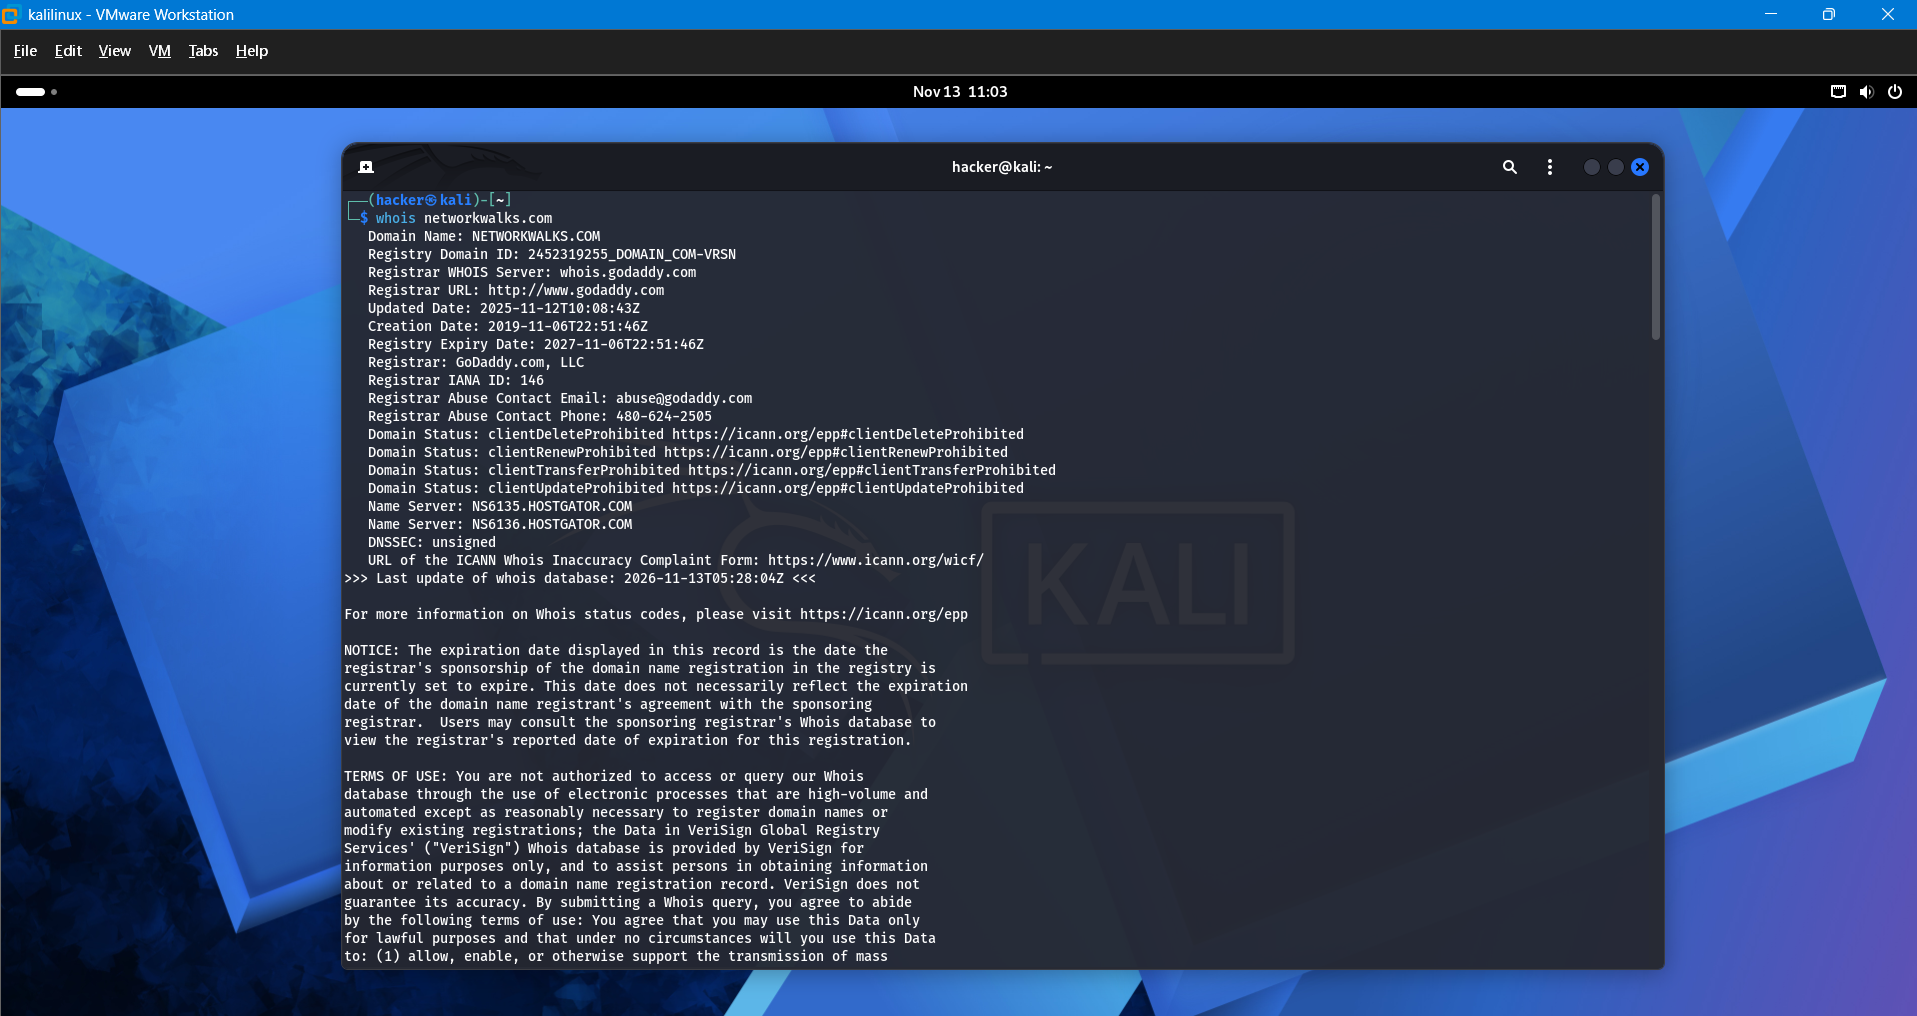 kalilinux - VMware Workstation
File Edit View VM Tabs Help
Nov 13 11:03
hacker@kali: ~
(hacker㉿kali)-[~]
$ whois networkwalks.com
Domain Name: NETWORKWALKS.COM
Registry Domain ID: 2452319255_DOMAIN_COM-VRSN
Registrar WHOIS Server: whois.godaddy.com
Registrar URL: http://www.godaddy.com
Updated Date: 2025-11-12T10:08:43Z
Creation Date: 2019-11-06T22:51:46Z
Registry Expiry Date: 2027-11-06T22:51:46Z
Registrar: GoDaddy.com, LLC
Registrar IANA ID: 146
Registrar Abuse Contact Email: abuse@godaddy.com
Registrar Abuse Contact Phone: 480-624-2505
Domain Status: clientDeleteProhibited https://icann.org/epp#clientDeleteProhibited
Domain Status: clientRenewProhibited https://icann.org/epp#clientRenewProhibited
Domain Status: clientTransferProhibited https://icann.org/epp#clientTransferProhibited
Domain Status: clientUpdateProhibited https://icann.org/epp#clientUpdateProhibited
Name Server: NS6135.HOSTGATOR.COM
Name Server: NS6136.HOSTGATOR.COM
DNSSEC: unsigned
URL of the ICANN Whois Inaccuracy Complaint Form: https://www.icann.org/wicf/
>>> Last update of whois database: 2026-11-13T05:28:04Z <<<
For more information on Whois status codes, please visit https://icann.org/epp
NOTICE: The expiration date displayed in this record is the date the
registrar's sponsorship of the domain name registration in the registry is
currently set to expire. This date does not necessarily reflect the expiration
date of the domain name registrant's agreement with the sponsoring
registrar.  Users may consult the sponsoring registrar's Whois database to
view the registrar's reported date of expiration for this registration.
TERMS OF USE: You are not authorized to access or query our Whois
database through the use of electronic processes that are high-volume and
automated except as reasonably necessary to register domain names or
modify existing registrations; the Data in VeriSign Global Registry
Services' ("VeriSign") Whois database is provided by VeriSign for
information purposes only, and to assist persons in obtaining information
about or related to a domain name registration record. VeriSign does not
guarantee its accuracy. By submitting a Whois query, you agree to abide
by the following terms of use: You agree that you may use this Data only
for lawful purposes and that under no circumstances will you use this Data
to: (1) allow, enable, or otherwise support the transmission of mass
KALI